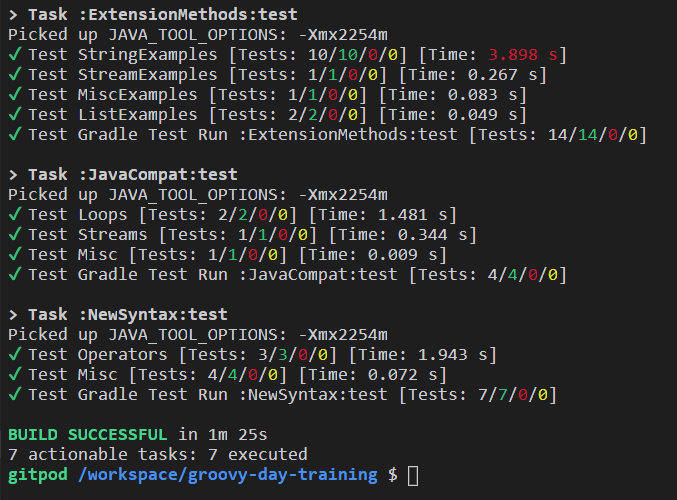 > Task :ExtensionMethods:test
Picked up JAVA_TOOL_OPTIONS: -Xmx2254m
✓ Test StringExamples [Tests: 10/10/0/0] [Time: 3.898 s]
✓ Test StreamExamples [Tests: 1/1/0/0] [Time: 0.267 s]
✓ Test MiscExamples [Tests: 1/1/0/0] [Time: 0.083 s]
✓ Test ListExamples [Tests: 2/2/0/0] [Time: 0.049 s]
✓ Test Gradle Test Run :ExtensionMethods:test [Tests: 14/14/0/0]
> Task :JavaCompat:test
Picked up JAVA_TOOL_OPTIONS: -Xmx2254m
✓ Test Loops [Tests: 2/2/0/0] [Time: 1.481 s]
✓ Test Streams [Tests: 1/1/0/0] [Time: 0.344 s]
✓ Test Misc [Tests: 1/1/0/0] [Time: 0.009 s]
✓ Test Gradle Test Run :JavaCompat:test [Tests: 4/4/0/0]
> Task :NewSyntax:test
Picked up JAVA_TOOL_OPTIONS: -Xmx2254m
✓ Test Operators [Tests: 3/3/0/0] [Time: 1.943 s]
✓ Test Misc [Tests: 4/4/0/0] [Time: 0.072 s]
✓ Test Gradle Test Run :NewSyntax:test [Tests: 7/7/0/0]
BUILD SUCCESSFUL in 1m 25s
7 actionable tasks: 7 executed
gitpod /workspace/groovy-day-training $